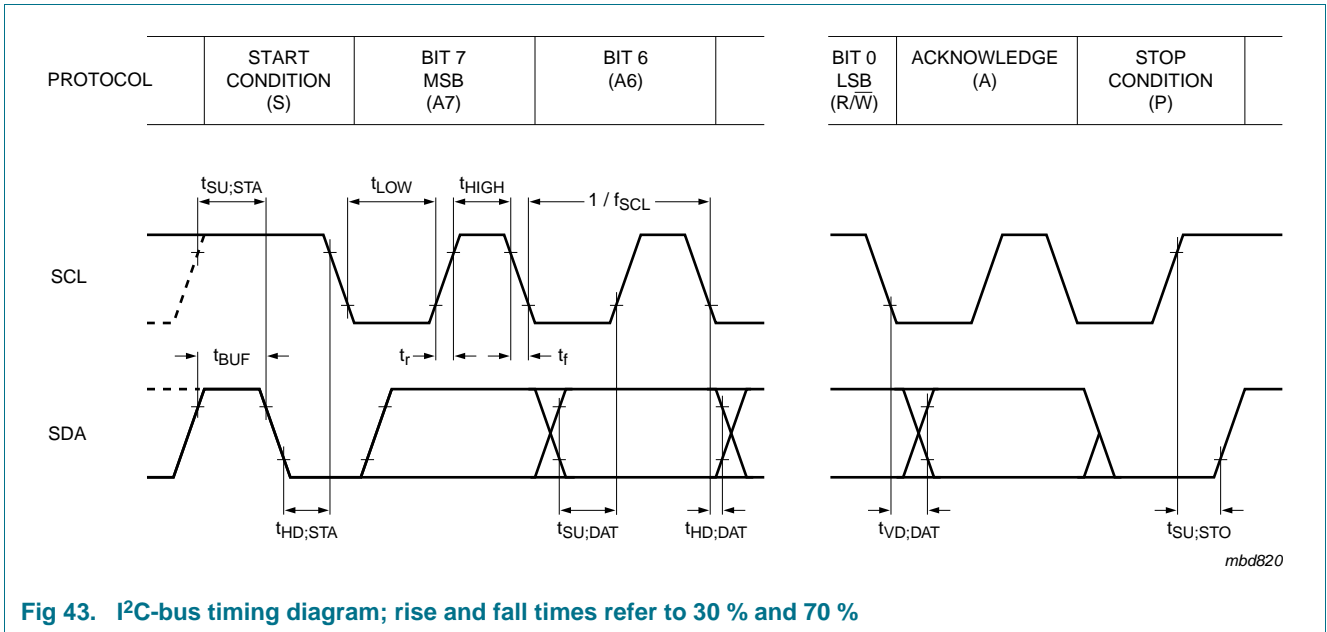 PROTOCOL
START
CONDITION
(S)
BIT 7
MSB
(A7)
BIT 6
(A6)
BIT 0
LSB
(R/W̅)
ACKNOWLEDGE
(A)
STOP
CONDITION
(P)
tSU;STA
tLOW
tHIGH
1 / fSCL
SCL
tBUF
tr
tf
SDA
tHD;STA
tSU;DAT
tHD;DAT
tVD;DAT
tSU;STO
mbd820
Fig 43. I²C-bus timing diagram; rise and fall times refer to 30 % and 70 %